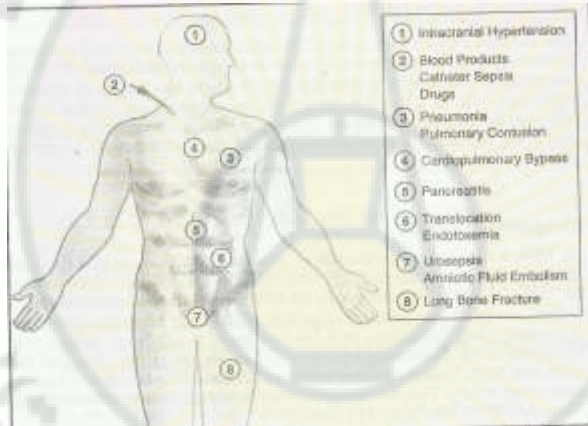 1
2
3
4
5
6
7
8
1 Intracranial Hypertension
2 Blood Products
Catheter Sepsis
Drugs
3 Pneumonia
Pulmonary Contusion
4 Cardiopulmonary Bypass
5 Pancreatitis
6 Translocation
Endotoxemia
7 Urosepsis
Amniotic Fluid Embolism
8 Long Bone Fracture